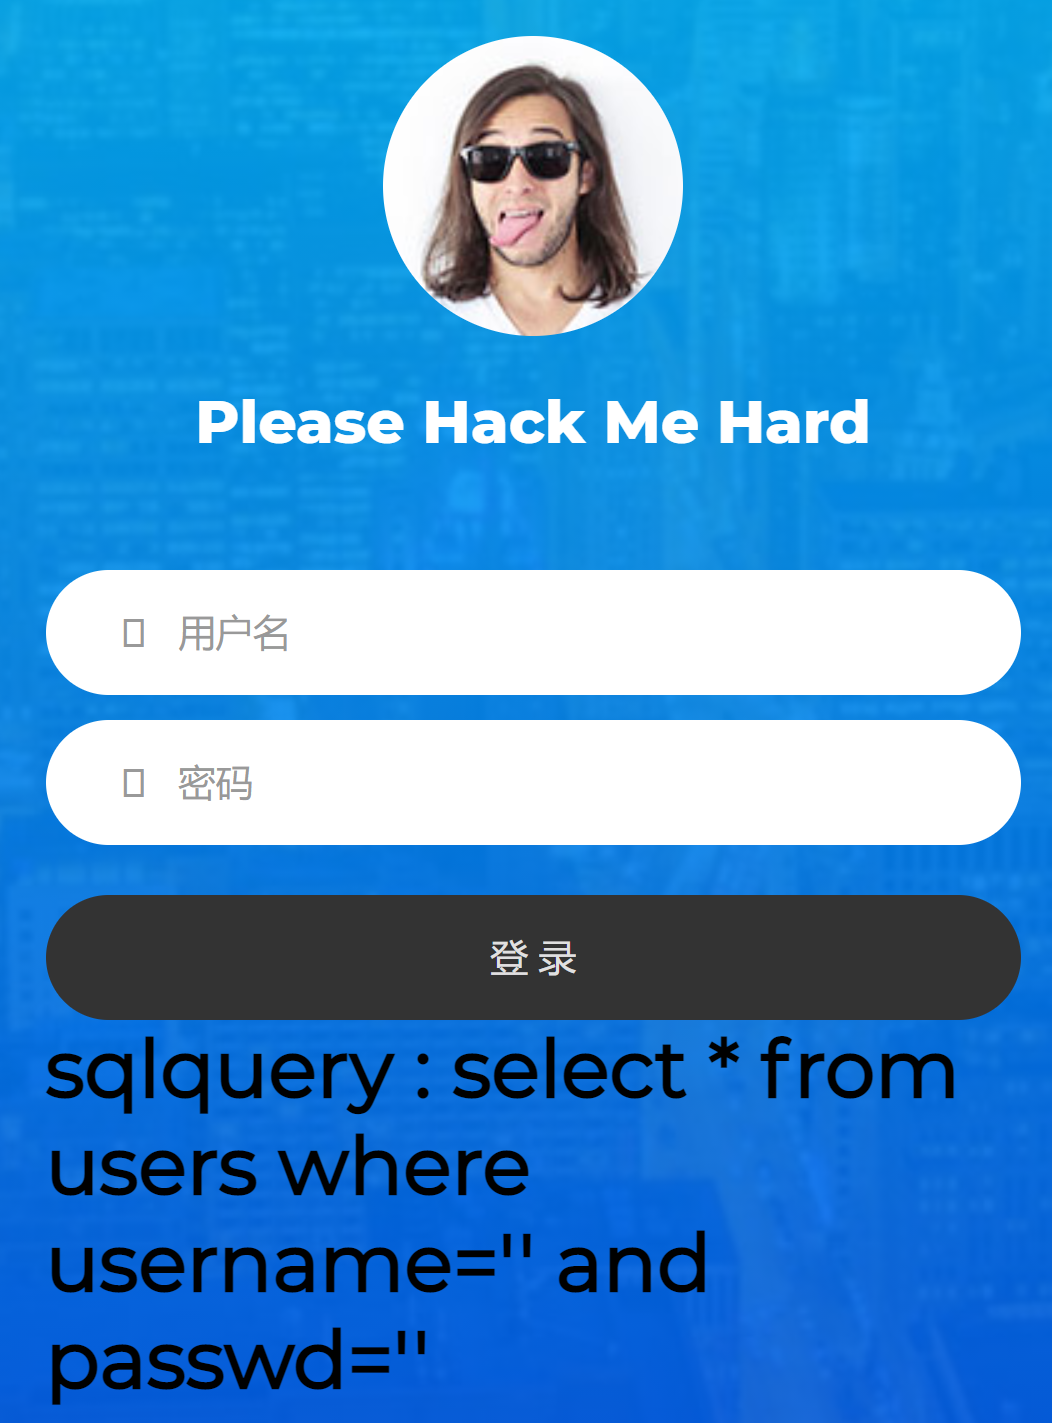 Please Hack Me Hard
用户名
密码
登录
sqlquery : select * from
users where
username='' and
passwd=''